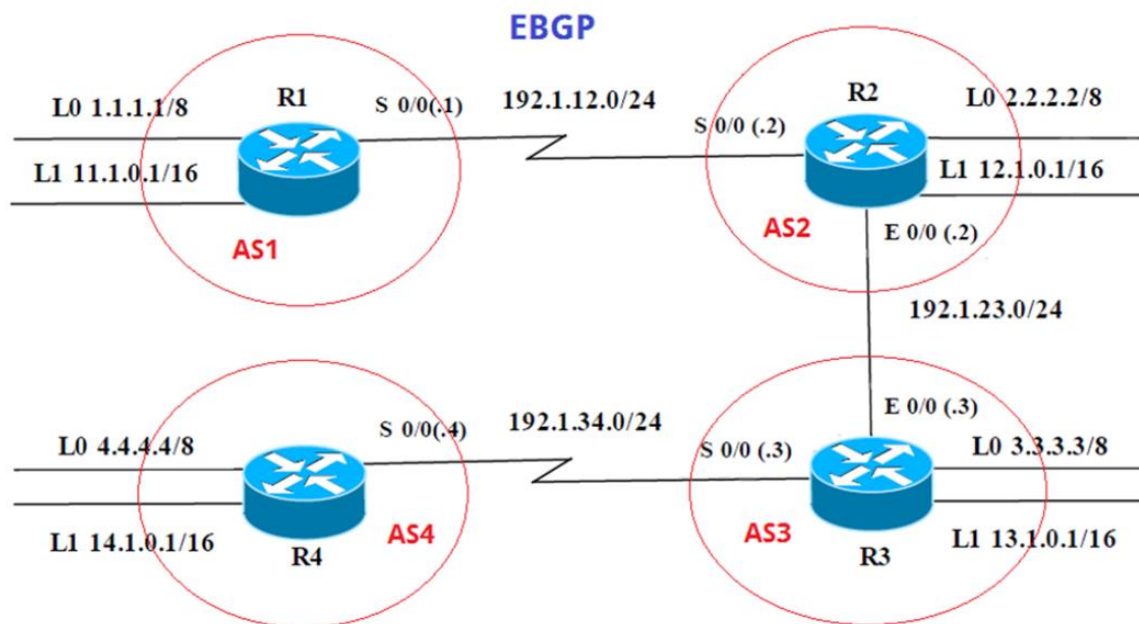 EBGP
L0 1.1.1.1/8
R1
S 0/0(.1)
192.1.12.0/24
R2
L0 2.2.2.2/8
S 0/0 (.2)
L1 11.1.0.1/16
L1 12.1.0.1/16
AS1
AS2
E 0/0 (.2)
192.1.23.0/24
L0 4.4.4.4/8
S 0/0(.4)
192.1.34.0/24
E 0/0 (.3)
S 0/0 (.3)
L0 3.3.3.3/8
L1 14.1.0.1/16
R4
AS4
AS3
R3
L1 13.1.0.1/16